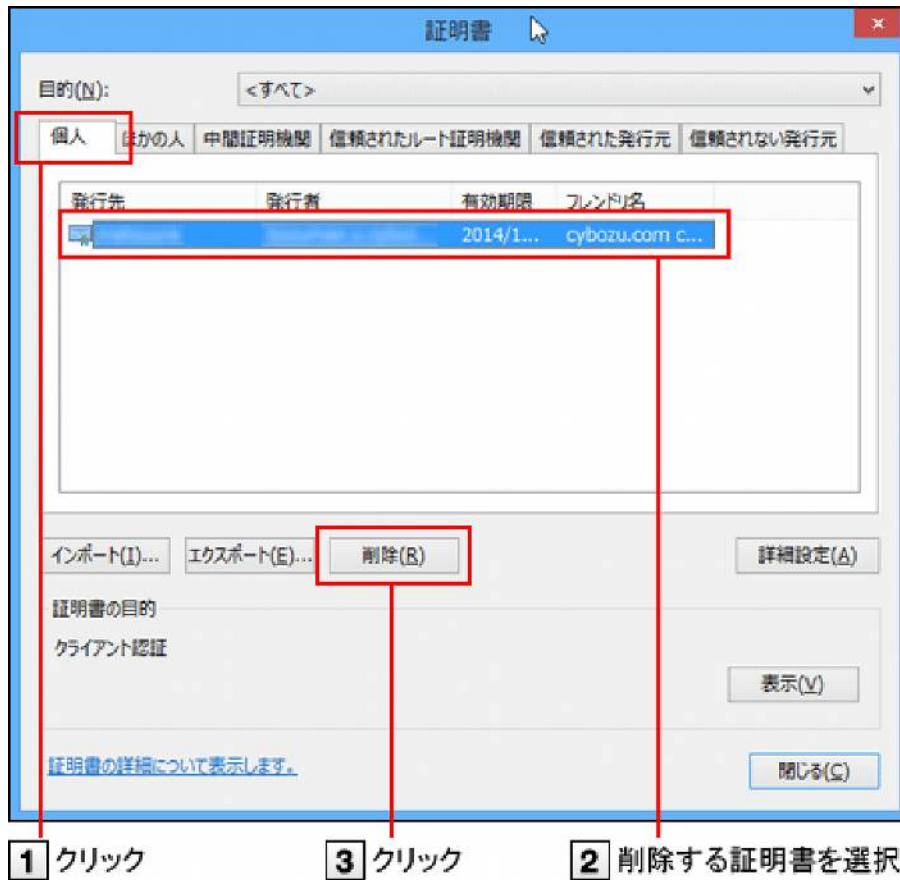 証明書
目的(N):
<すべて>
個人 ほかの人 中間証明機関 信頼されたルート証明機関 信頼された発行元 信頼されない発行元
発行先 発行者 有効期限 フレンドリ名
2014/1... cybozu.com c...
インポート(I)... エクスポート(E)... 削除(R) 詳細設定(A)
証明書の目的
クライアント認証
表示(V)
証明書の詳細について表示します。
閉じる(C)
1 クリック 3 クリック 2 削除する証明書を選択